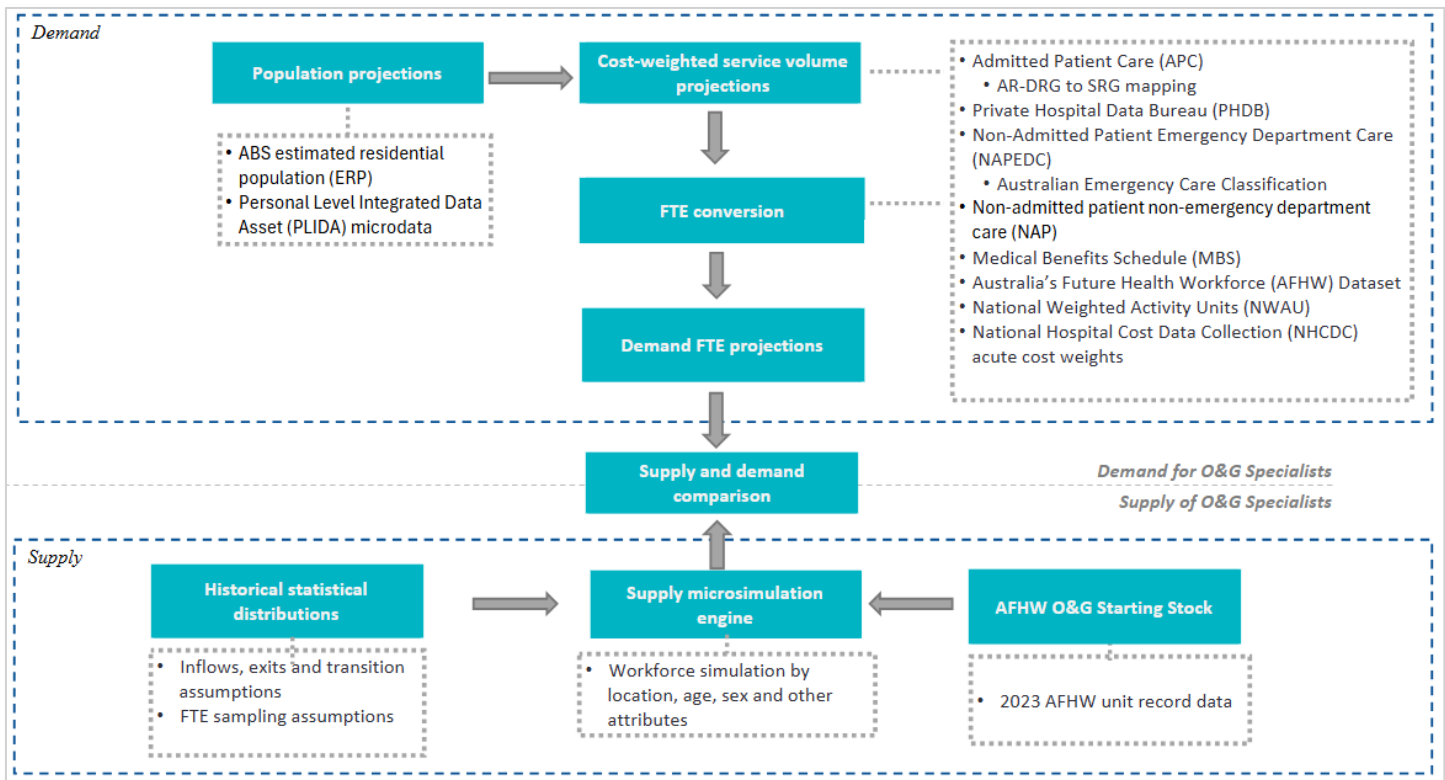 Demand
Population projections
Cost-weighted service volume
projections
• ABS estimated residential
population (ERP)
• Personal Level Integrated Data
Asset (PLIDA) microdata
FTE conversion
Demand FTE projections
• Admitted Patient Care (APC)
• AR-DRG to SRG mapping
• Private Hospital Data Bureau (PHDB)
• Non-Admitted Patient Emergency Department Care
(NAPEDC)
• Australian Emergency Care Classification
• Non-admitted patient non-emergency department
care (NAP)
• Medical Benefits Schedule (MBS)
• Australia's Future Health Workforce (AFHW) Dataset
• National Weighted Activity Units (NWAU)
• National Hospital Cost Data Collection (NHCDC)
acute cost weights
Supply and demand
comparison
Demand for O&G Specialists
Supply of O&G Specialists
Supply
Historical statistical
distributions
• Inflows, exits and transition
assumptions
• FTE sampling assumptions
Supply microsimulation
engine
• Workforce simulation by
location, age, sex and other
attributes
AFHW O&G Starting Stock
• 2023 AFHW unit record data